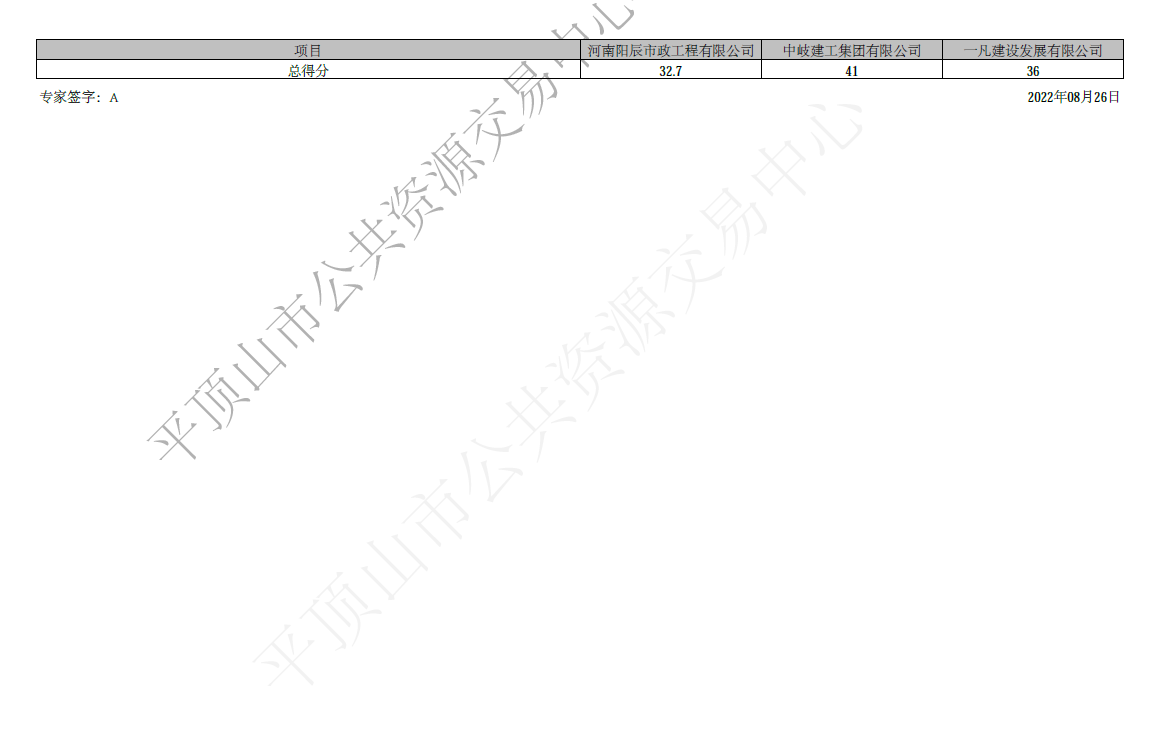 项目 河南阳辰市政工程有限公司 中岐建工集团有限公司 一凡建设发展有限公司
总得分 32.7 41 36
专家签字: A 2022年08月26日
平顶山市公共资源交易中心
平顶山市公共资源交易中心